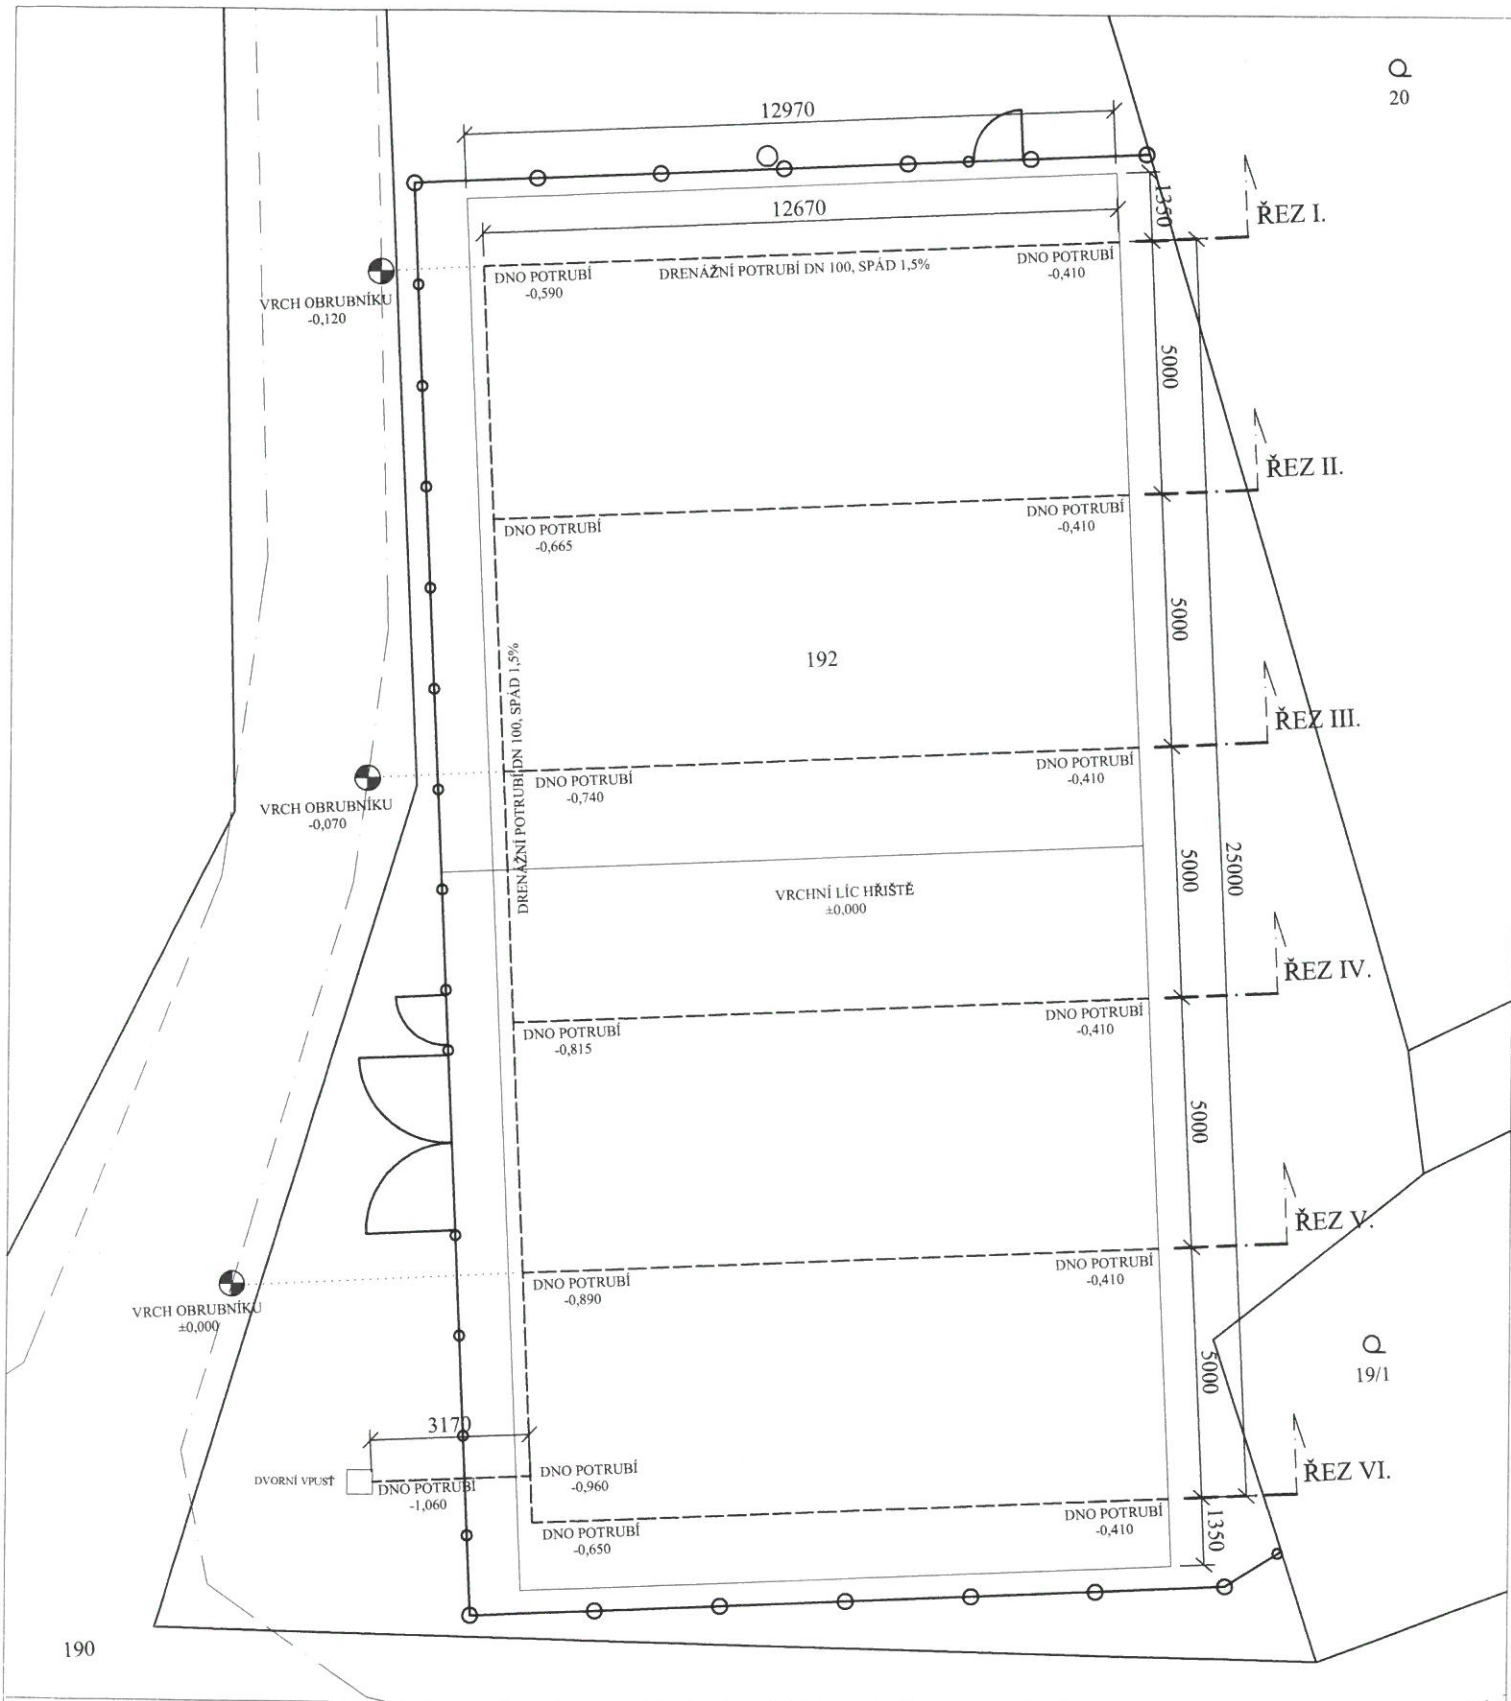 20
12970
12670
1350
ŘEZ I.
DNO POTRUBÍ
-0,590
DRENÁŽNÍ POTRUBÍ DN 100, SPÁD 1,5%
DNO POTRUBÍ
-0,410
VRCH OBRUBNÍKU
-0,120
5000
ŘEZ II.
DNO POTRUBÍ
-0,665
DNO POTRUBÍ
-0,410
5000
192
DRENÁŽNÍ POTRUBÍ DN 100, SPÁD 1,5%
ŘEZ III.
DNO POTRUBÍ
-0,740
DNO POTRUBÍ
-0,410
VRCH OBRUBNÍKU
-0,070
5000
25000
VRCHNÍ LÍC HŘIŠTĚ
±0,000
ŘEZ IV.
DNO POTRUBÍ
-0,815
DNO POTRUBÍ
-0,410
5000
ŘEZ V.
DNO POTRUBÍ
-0,890
DNO POTRUBÍ
-0,410
VRCH OBRUBNÍKU
±0,000
5000
19/1
3170
DVORNÍ VPUSŤ
DNO POTRUBÍ
-1,060
DNO POTRUBÍ
-0,960
ŘEZ VI.
DNO POTRUBÍ
-0,650
DNO POTRUBÍ
-0,410
1350
190